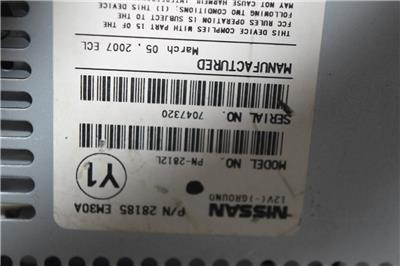 NISSAN 12V(-)GROUND
P/N 28185 EM30A
Y1
MODEL NO. PN-2812L
SERIAL NO. 7047320
MANUFACTURED
March 05. 2007 ECL
THIS DEVICE COMPLIES WITH PART 15 OF THE
FCC RULES OPERATION IS SUBJECT TO THE
FOLLOWING TWO CONDITIONS. (1) THIS DEVICE
MAY NOT CAUSE HARMFUL